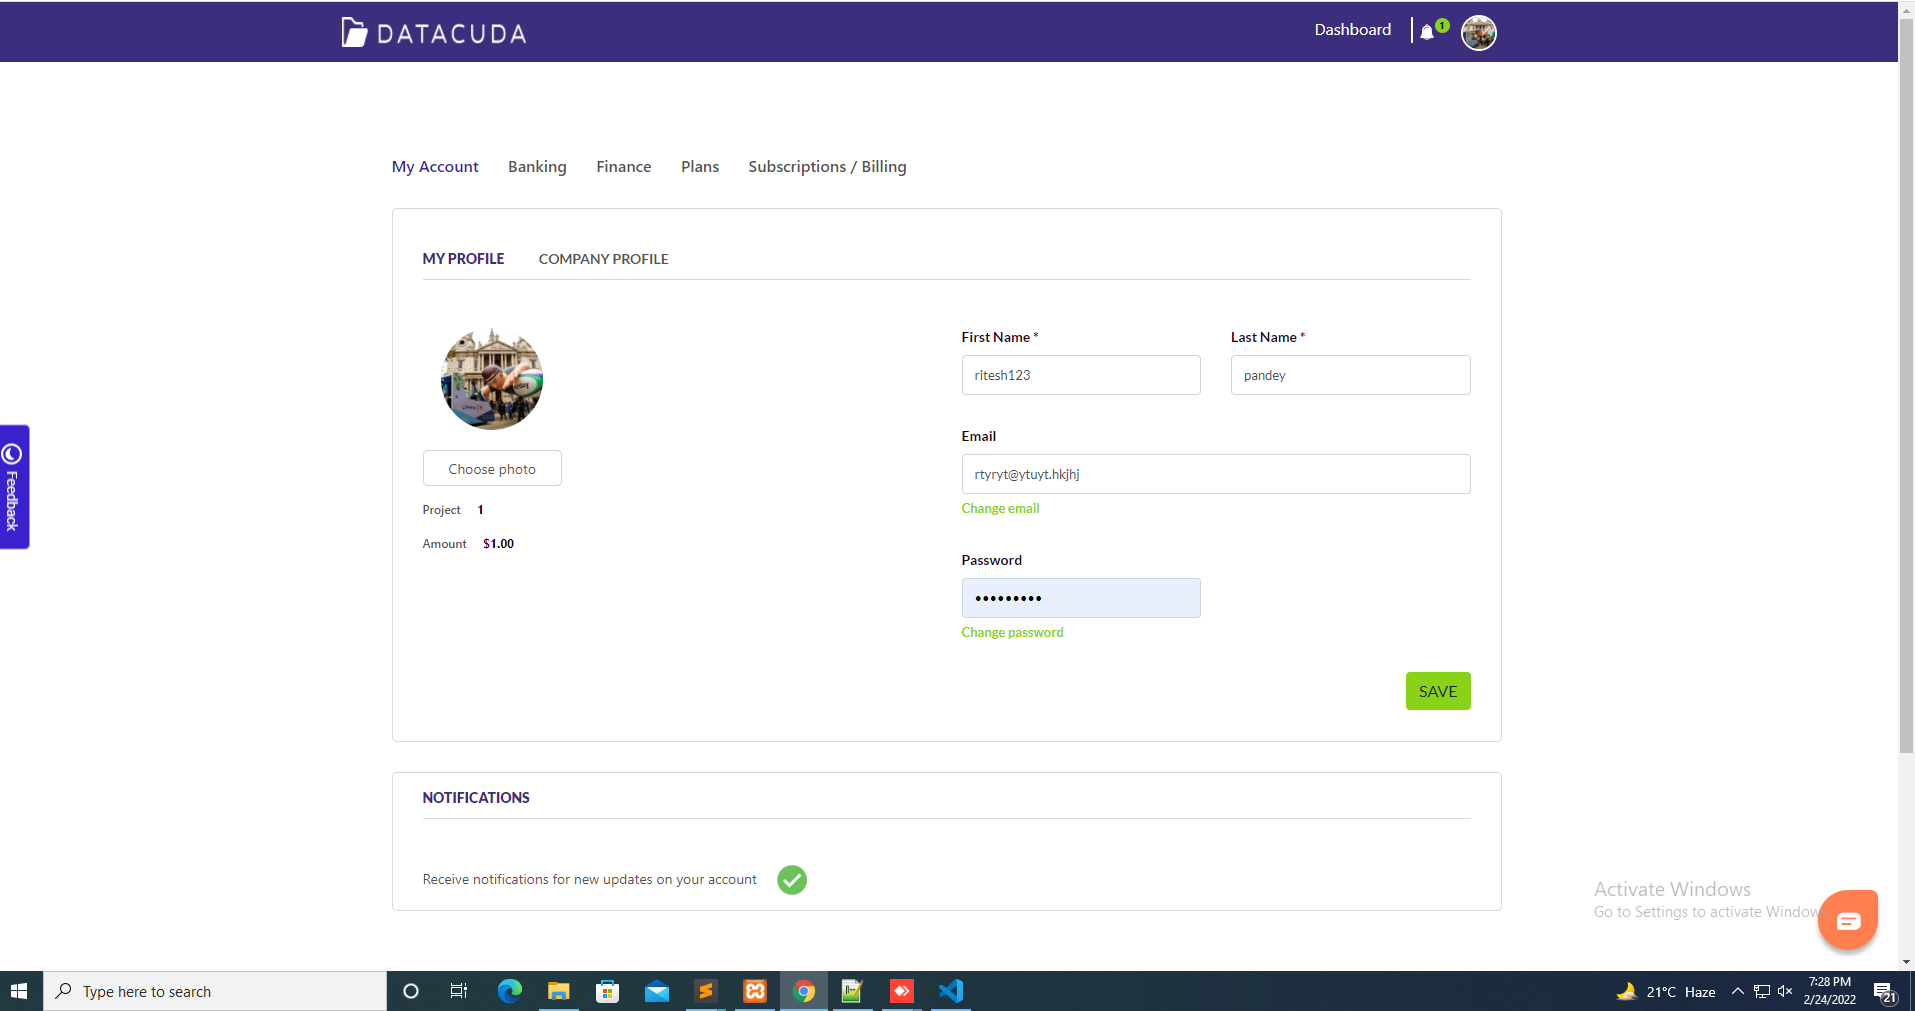 DATACUDA
Dashboard
1
My Account Banking Finance Plans Subscriptions / Billing
MY PROFILE COMPANY PROFILE
First Name * Last Name *
ritesh123 pandey
Email
rtyryt@ytuyt.hkjhj
Change email
Choose photo
Project 1
Amount $1.00
Password
Change password
SAVE
Feedback
NOTIFICATIONS
Receive notifications for new updates on your account
Activate Windows
Go to Settings to activate Window
Type here to search
21°C Haze
7:28 PM
2/24/2022
21